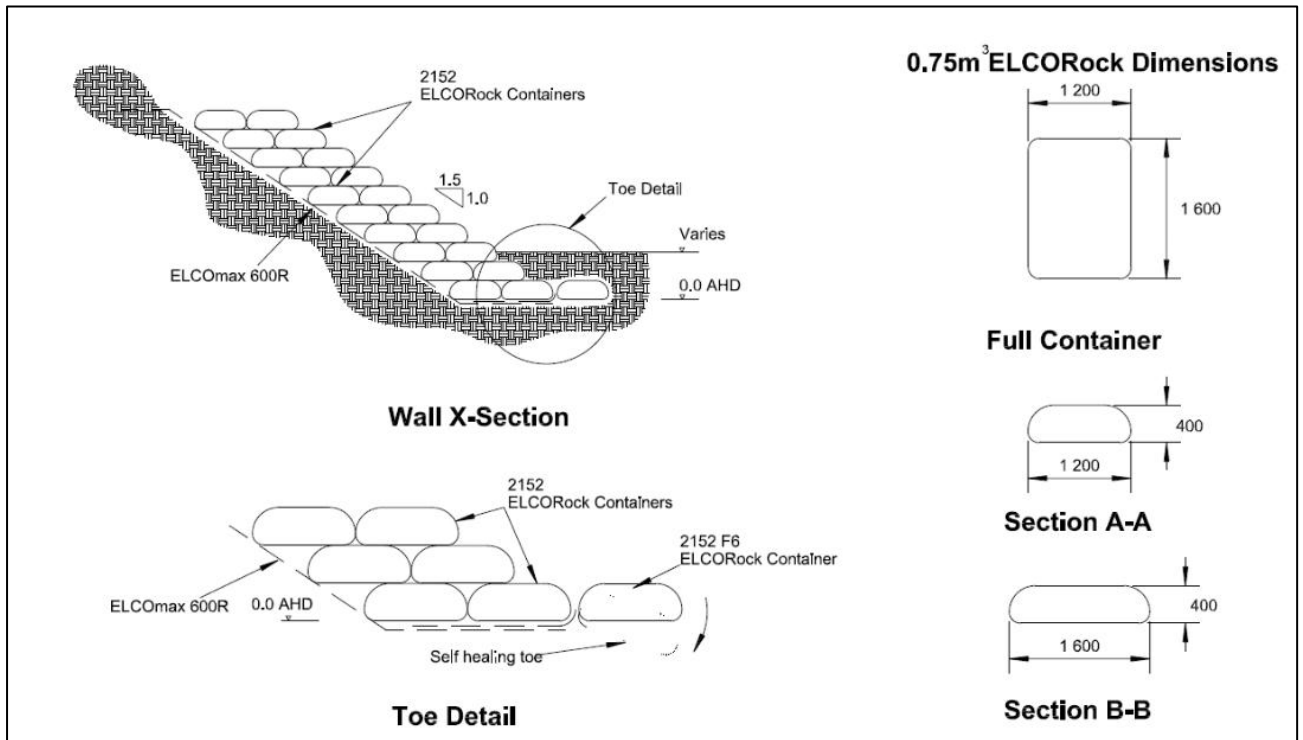 2152
ELCORock Containers
1.5
1.0
Toe Detail
Varies
0.0 AHD
ELCOmax 600R
Wall X-Section
2152
ELCORock Containers
2152 F6
ELCORock Container
ELCOmax 600R
0.0 AHD
Self healing toe
Toe Detail
0.75m³ELCORock Dimensions
1 200
1 600
Full Container
400
1 200
Section A-A
400
1 600
Section B-B